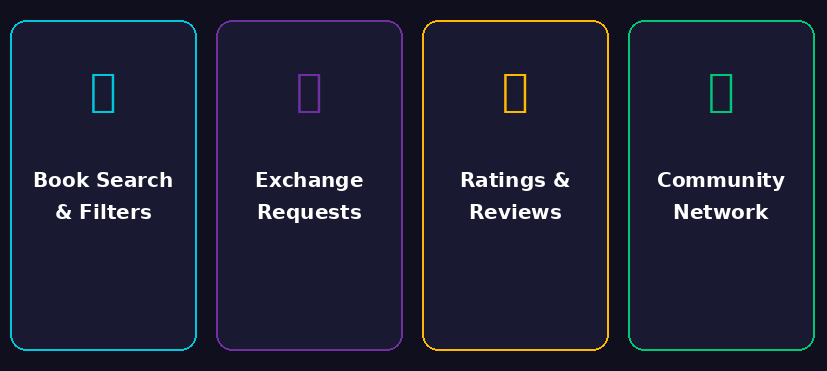 Book Search
& Filters
Exchange
Requests
Ratings &
Reviews
Community
Network